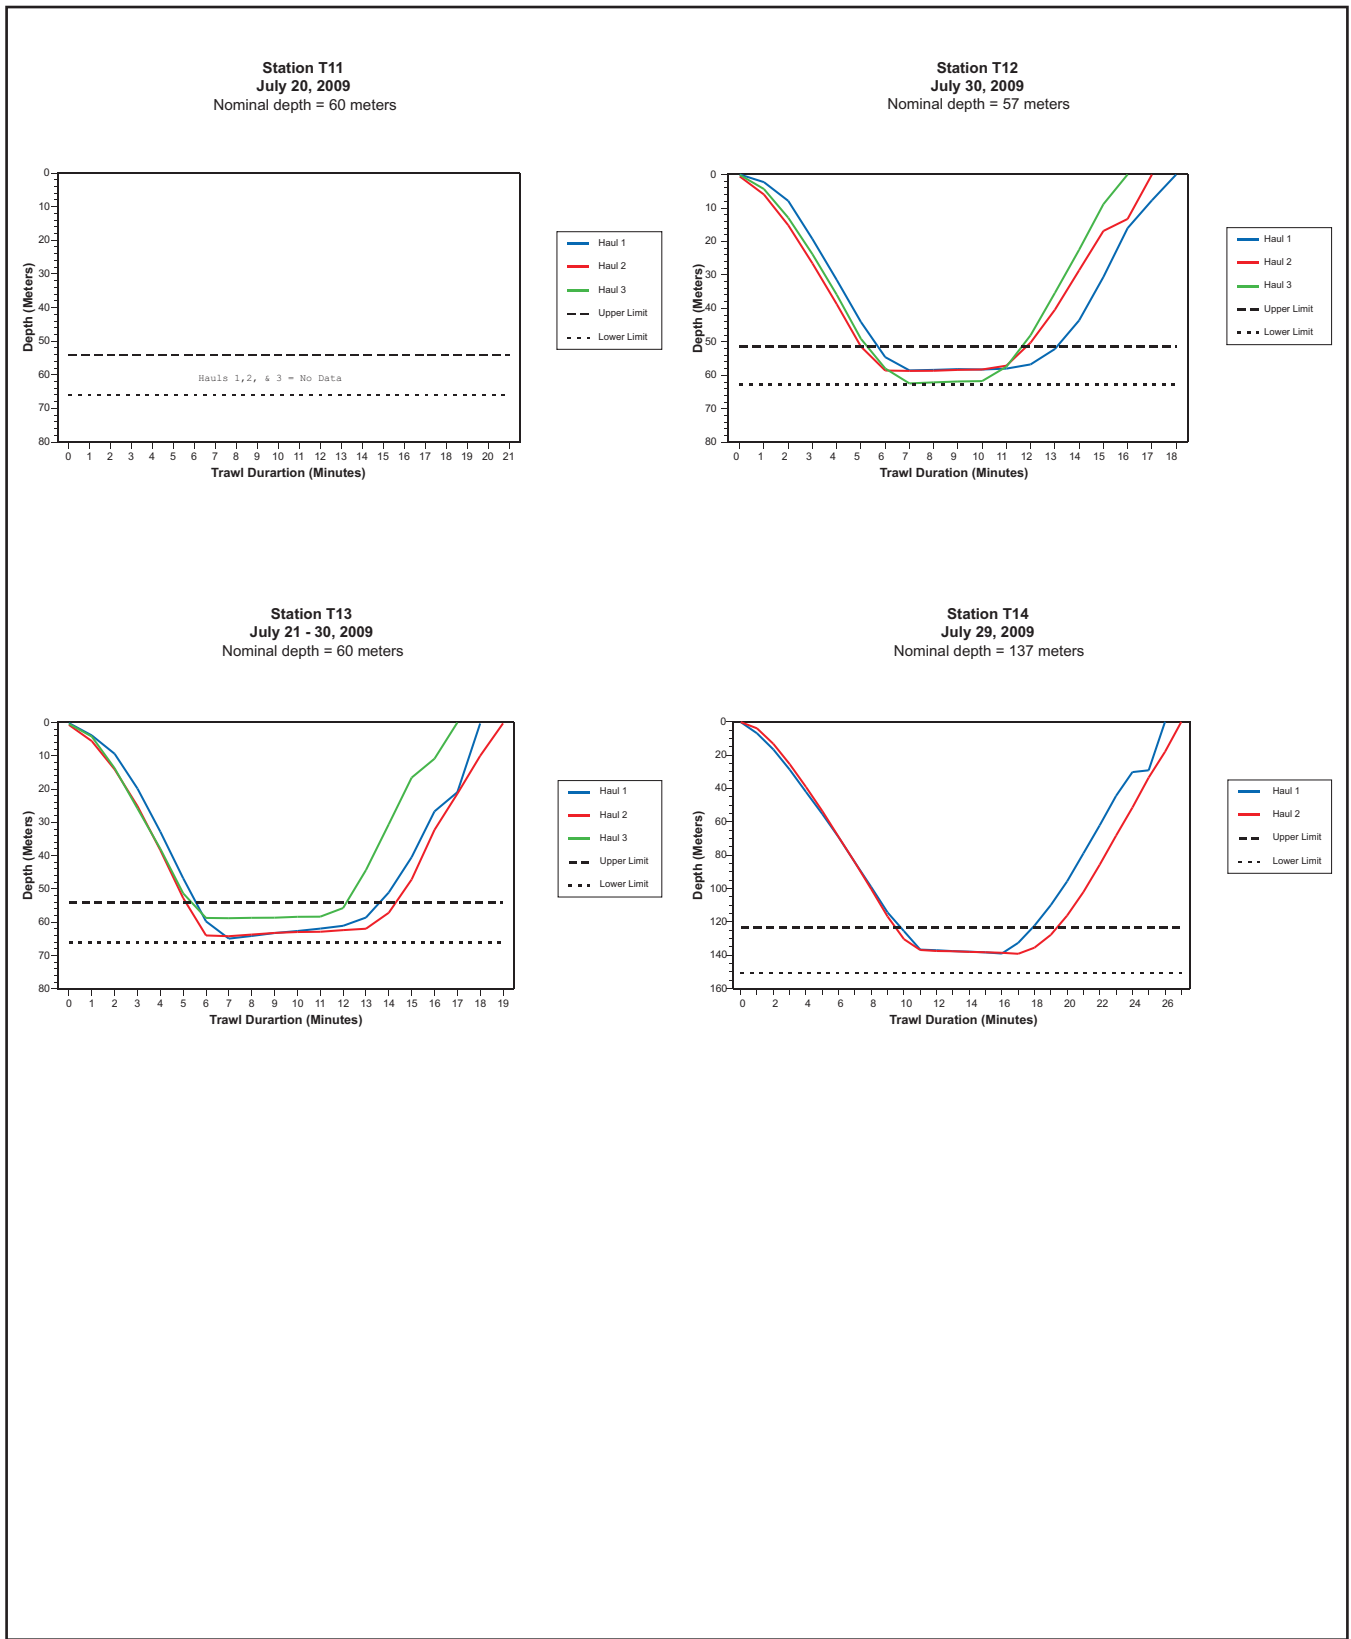 Station T11
July 20, 2009
Nominal depth = 60 meters
0
10
20
30
40
50
60
70
80
Depth (Meters)
Hauls 1,2, & 3 = No Data
0 1 2 3 4 5 6 7 8 9 10 11 12 13 14 15 16 17 18 19 20 21
Trawl Durartion (Minutes)
Haul 1
Haul 2
Haul 3
Upper Limit
Lower Limit
Station T12
July 30, 2009
Nominal depth = 57 meters
0
10
20
30
40
50
60
70
80
Depth (Meters)
0 1 2 3 4 5 6 7 8 9 10 11 12 13 14 15 16 17 18
Trawl Duration (Minutes)
Haul 1
Haul 2
Haul 3
Upper Limit
Lower Limit
Station T13
July 21 - 30, 2009
Nominal depth = 60 meters
0
10
20
30
40
50
60
70
80
Depth (Meters)
0 1 2 3 4 5 6 7 8 9 10 11 12 13 14 15 16 17 18 19
Trawl Durartion (Minutes)
Haul 1
Haul 2
Haul 3
Upper Limit
Lower Limit
Station T14
July 29, 2009
Nominal depth = 137 meters
0
20
40
60
80
100
120
140
160
Depth (Meters)
0 2 4 6 8 10 12 14 16 18 20 22 24 26
Trawl Duration (Minutes)
Haul 1
Haul 2
Upper Limit
Lower Limit